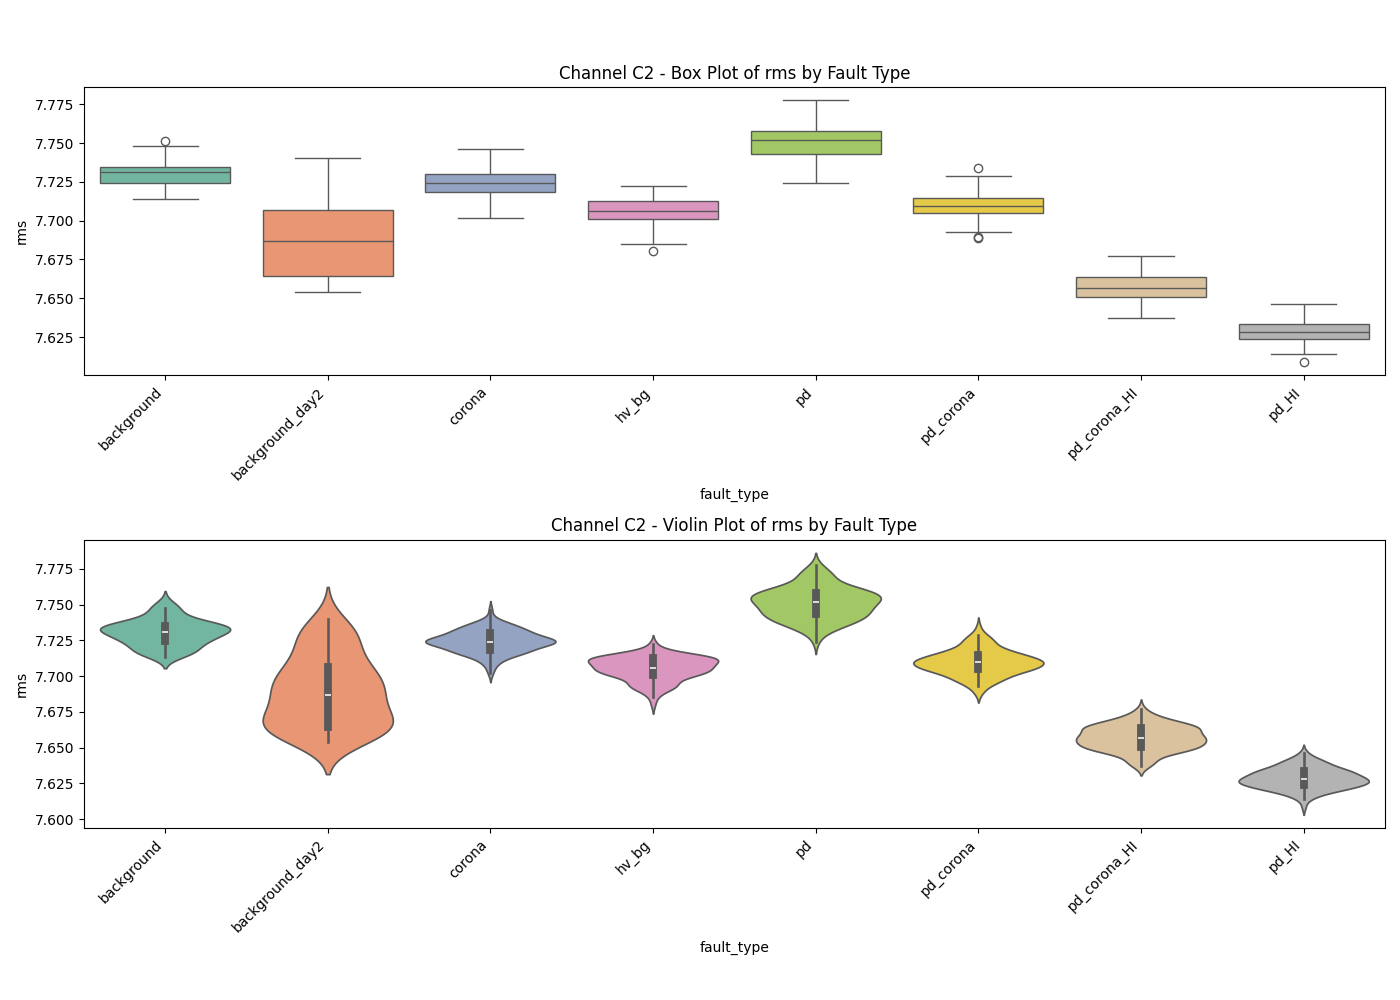 Channel C2 - Box Plot of rms by Fault Type
7.775
7.750
7.725
7.700
7.675
7.650
7.625
rms
background
background_day2
corona
hv_bg
pd
pd_corona
pd_corona_HI
pd_HI
fault_type
Channel C2 - Violin Plot of rms by Fault Type
7.775
7.750
7.725
7.700
7.675
7.650
7.625
7.600
rms
background
background_day2
corona
hv_bg
pd
pd_corona
pd_corona_HI
pd_HI
fault_type